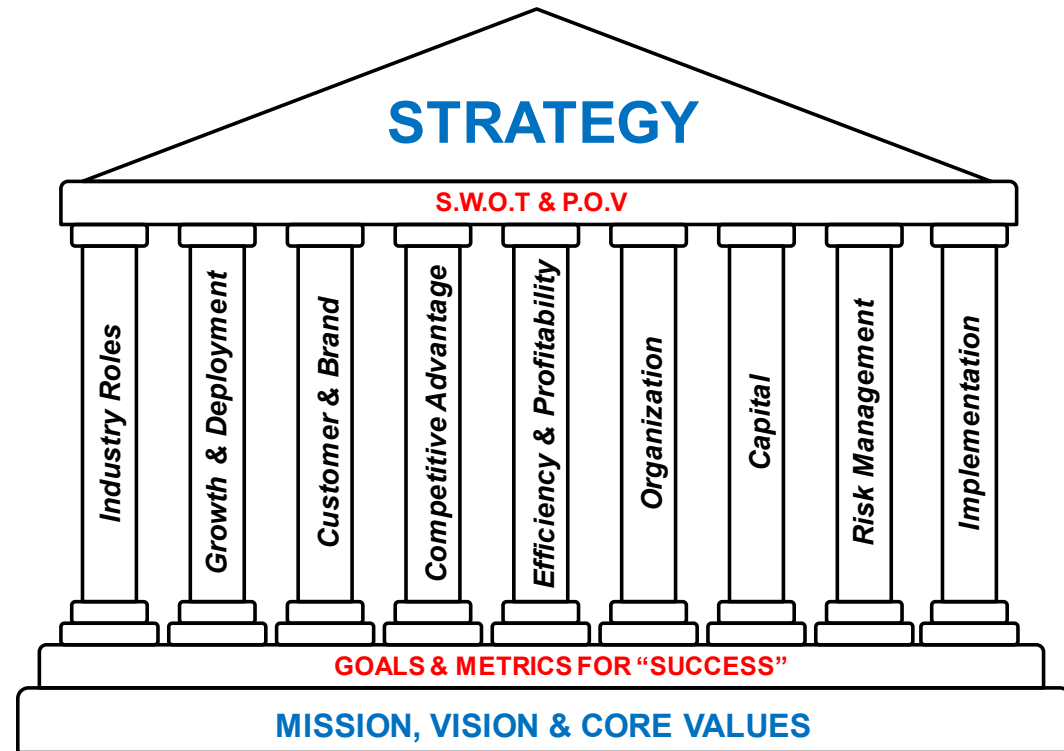 STRATEGY
S.W.O.T & P.O.V
Industry Roles
Growth & Deployment
Customer & Brand
Competitive Advantage
Efficiency & Profitability
Organization
Capital
Risk Management
Implementation
GOALS & METRICS FOR “SUCCESS”
MISSION, VISION & CORE VALUES